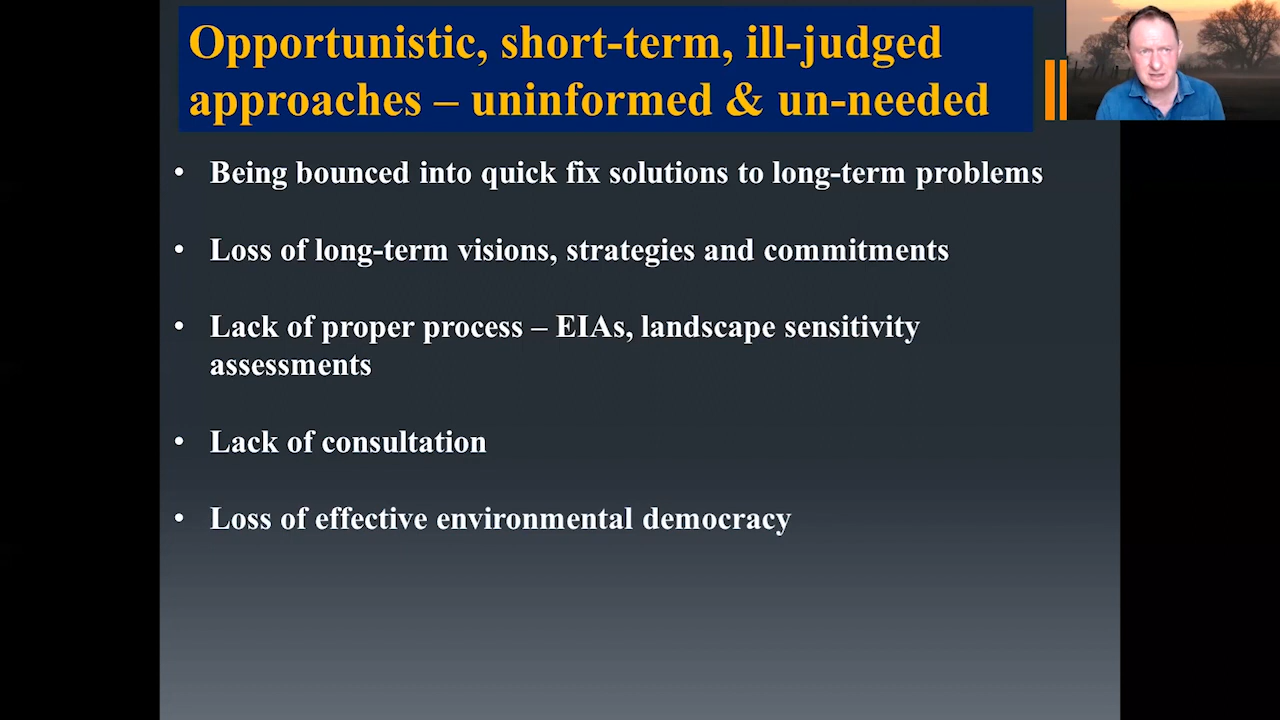 Opportunistic, short-term, ill-judged
approaches – uninformed & un-needed
• Being bounced into quick fix solutions to long-term problems
• Loss of long-term visions, strategies and commitments
• Lack of proper process – EIAs, landscape sensitivity
assessments
• Lack of consultation
• Loss of effective environmental democracy